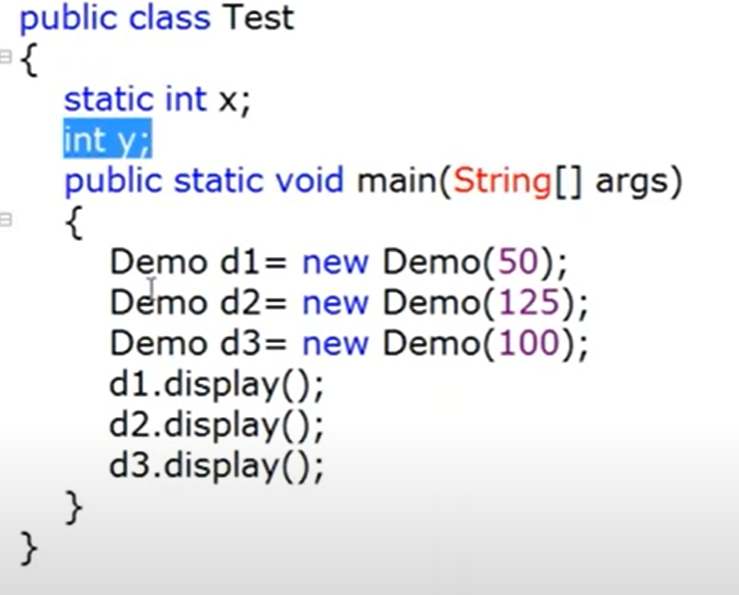 public class Test
{
static int x;
int y;
public static void main(String[] args)
{
Demo d1= new Demo(50);
Demo d2= new Demo(125);
Demo d3= new Demo(100);
d1.display();
d2.display();
d3.display();
}
}